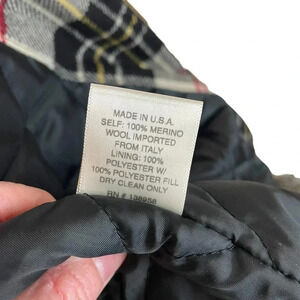 MADE IN U.S.A.
SELF: 100% MERINO
WOOL IMPORTED
FROM ITALY
LINING: 100%
POLYESTER W/
100% POLYESTER FILL
DRY CLEAN ONLY
RN # 138958